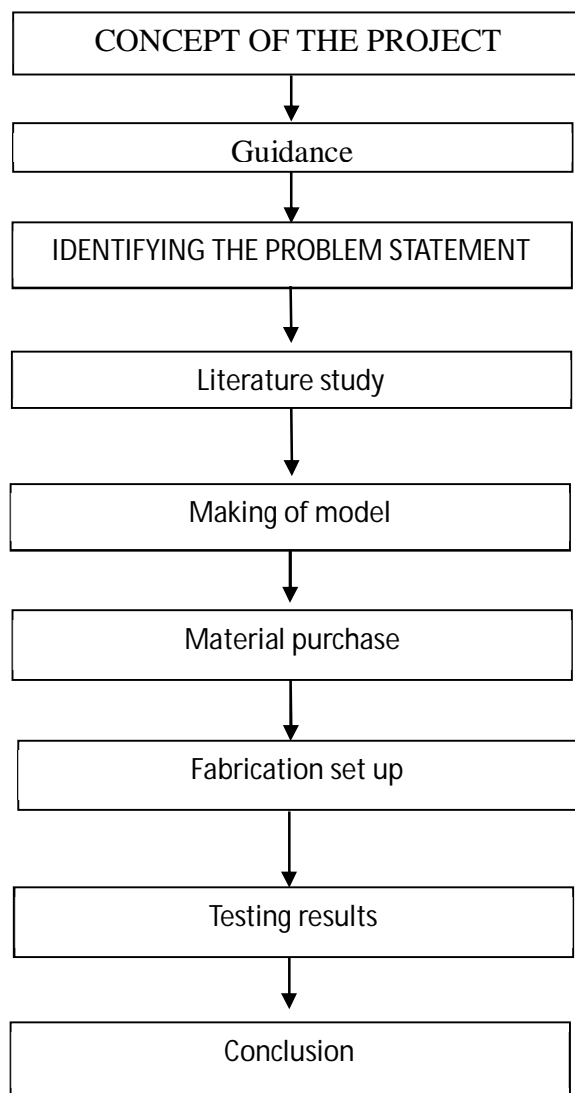 CONCEPT OF THE PROJECT
Guidance
IDENTIFYING THE PROBLEM STATEMENT
Literature study
Making of model
Material purchase
Fabrication set up
Testing results
Conclusion